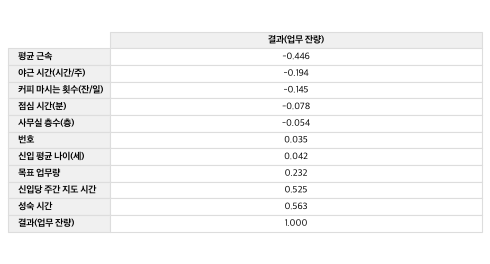 결과(업무 잔량)
평균 근속 -0.446
야근 시간(시간/주) -0.194
커피 마시는 횟수(잔/일) -0.145
점심 시간(분) -0.078
사무실 층수(층) -0.054
번호 0.035
신입 평균 나이(세) 0.042
목표 업무량 0.232
신입당 주간 지도 시간 0.525
성숙 시간 0.563
결과(업무 잔량) 1.000